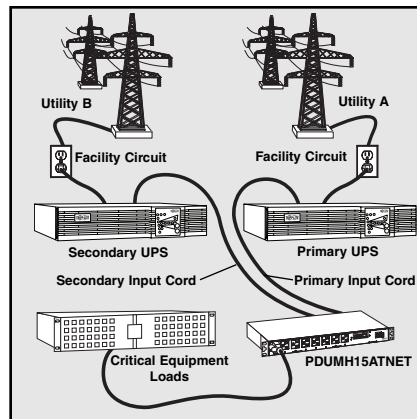 Utility B
Utility A
Facility Circuit
Facility Circuit
Secondary UPS
Primary UPS
Secondary Input Cord
Primary Input Cord
Critical Equipment
Loads
PDUMH15ATNET